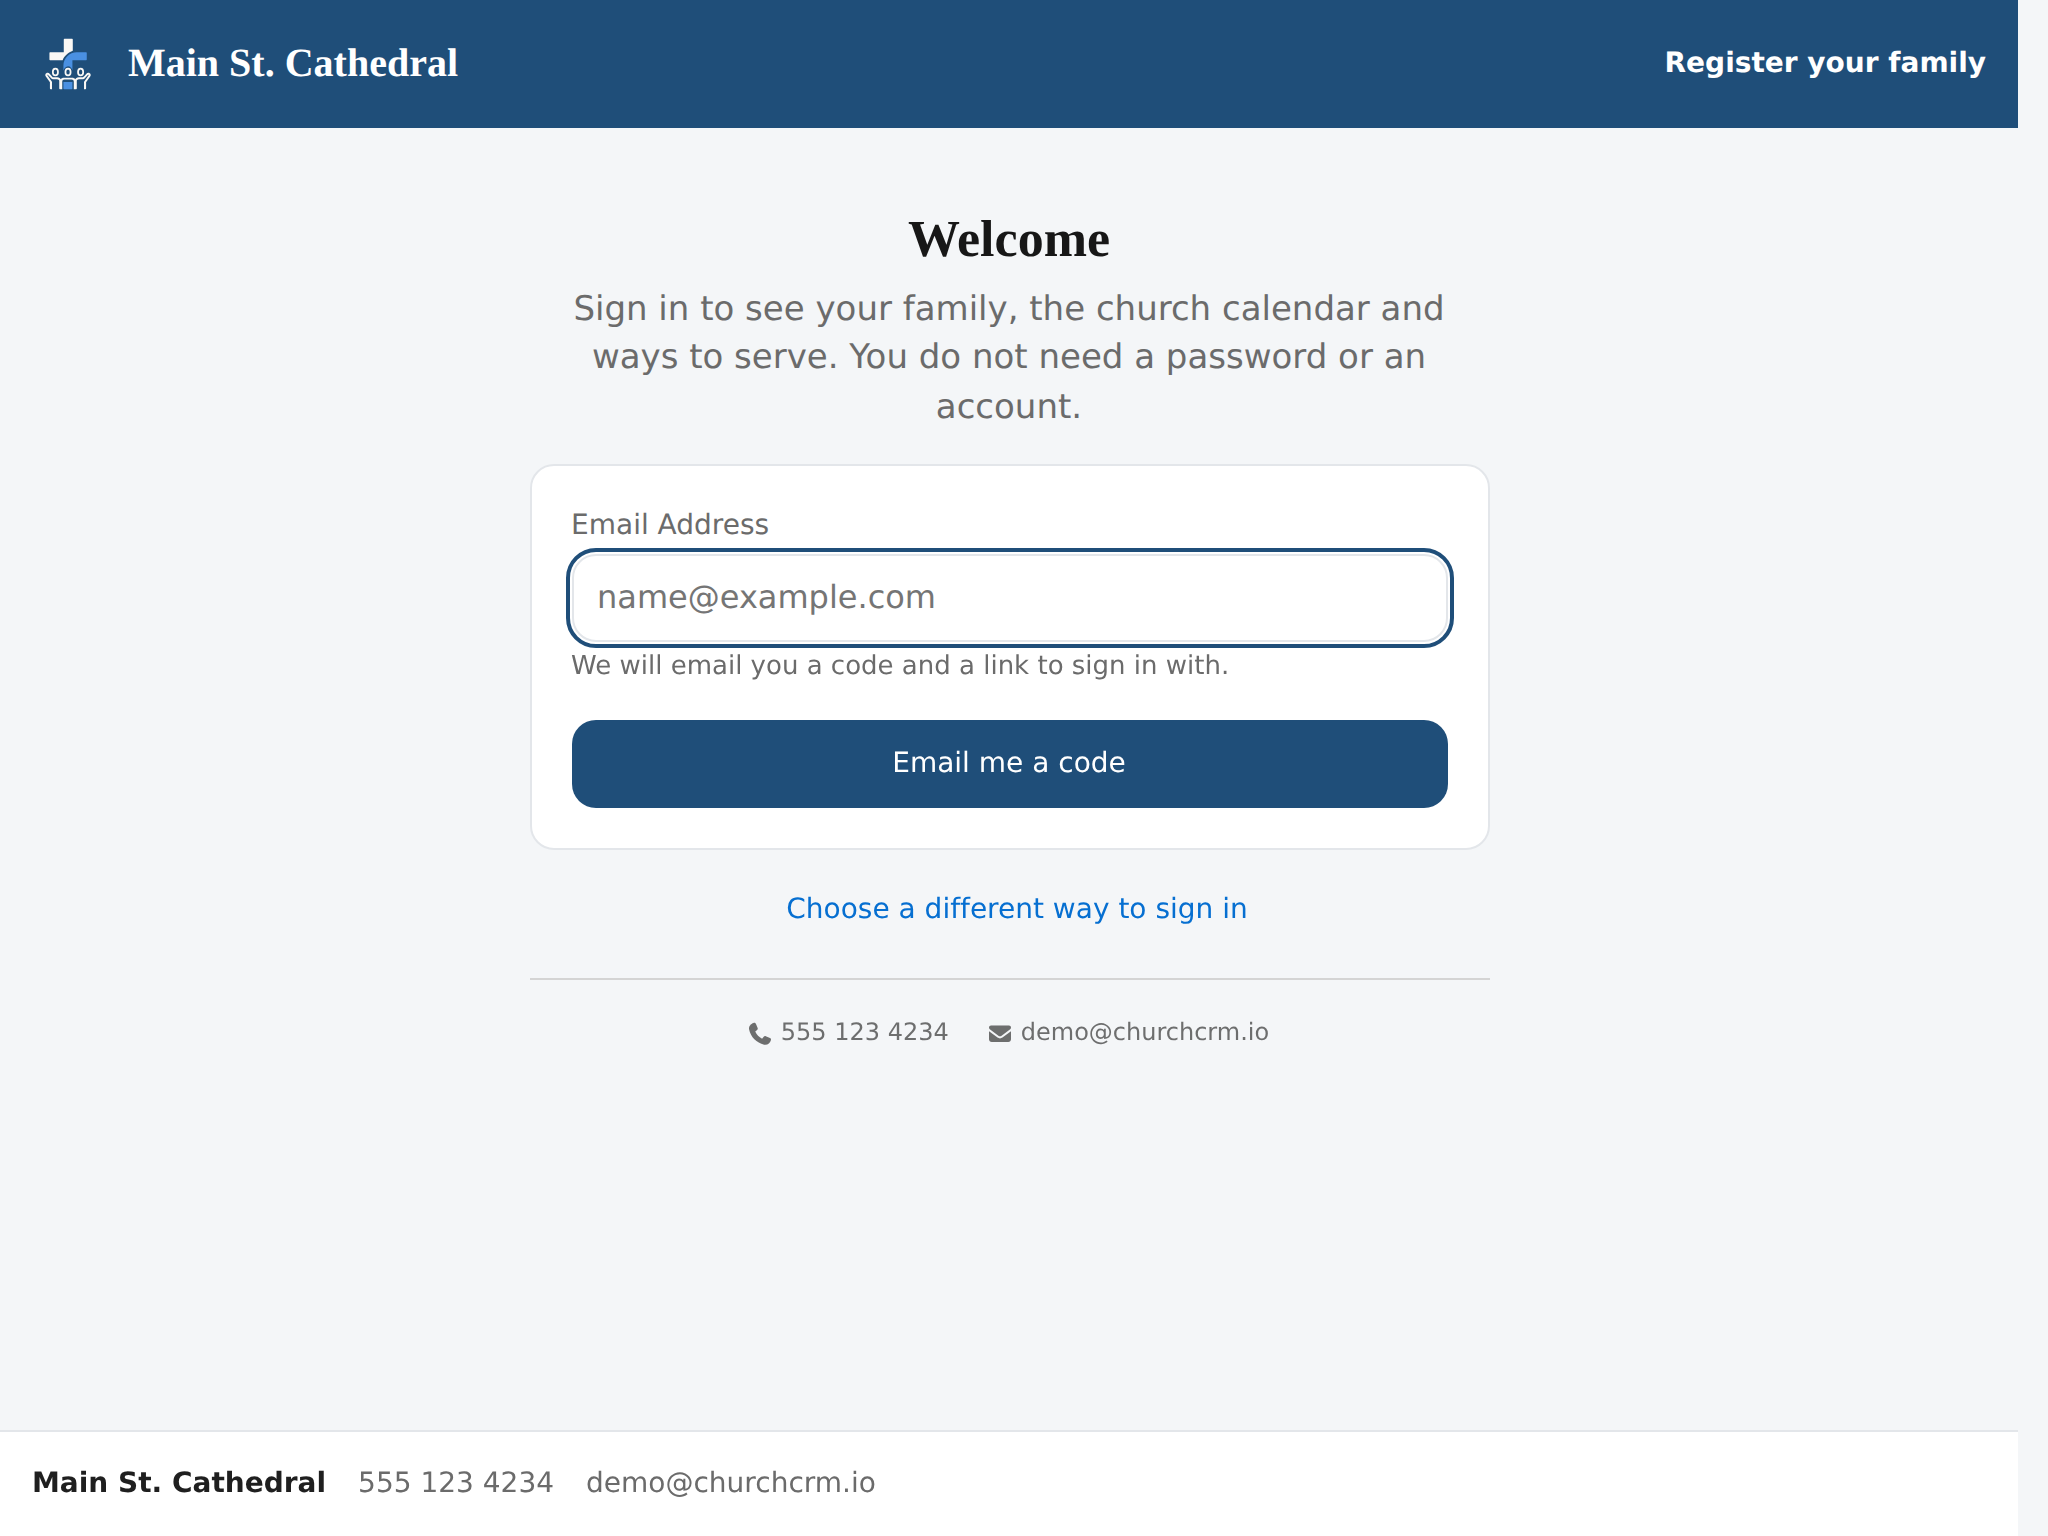 Main St. Cathedral
Register your family
Welcome
Sign in to see your family, the church calendar and
ways to serve. You do not need a password or an
account.
Email Address
name@example.com
We will email you a code and a link to sign in with.
Email me a code
Choose a different way to sign in
555 123 4234 demo@churchcrm.io
Main St. Cathedral 555 123 4234 demo@churchcrm.io